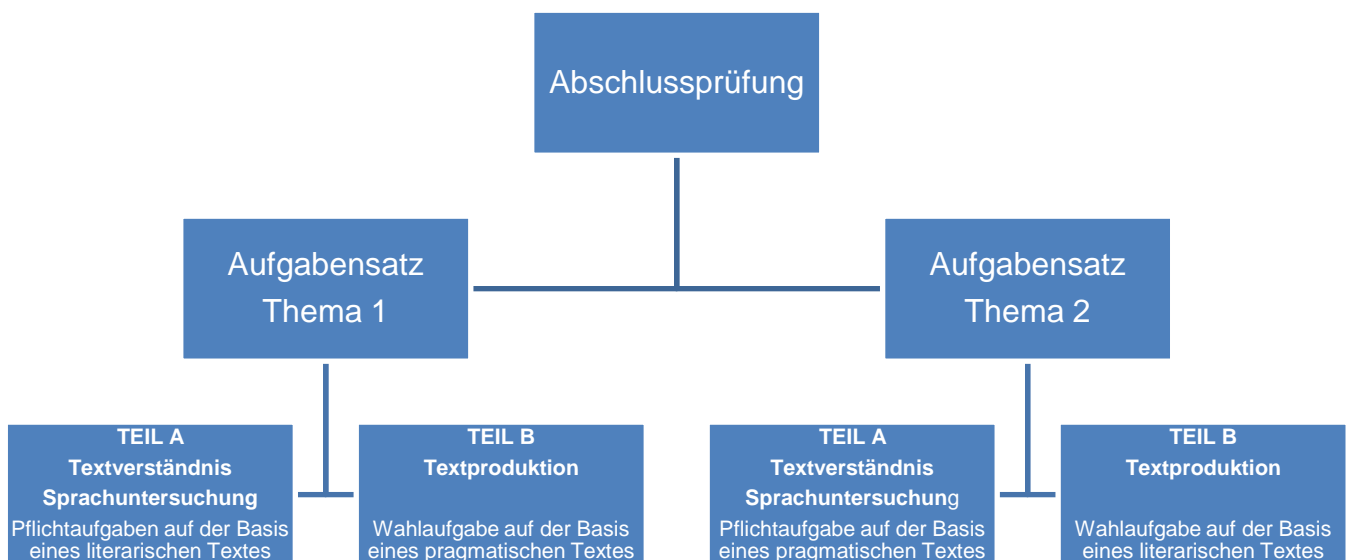 Abschlussprüfung
Aufgabensatz
Thema 1
Aufgabensatz
Thema 2
TEIL A
Textverständnis
Sprachuntersuchung
Pflichtaufgaben auf der Basis
eines literarischen Textes
TEIL B
Textproduktion
Wahlaufgabe auf der Basis
eines pragmatischen Textes
TEIL A
Textverständnis
Sprachuntersuchung
Pflichtaufgabe auf der Basis
eines pragmatischen Textes
TEIL B
Textproduktion
Wahlaufgabe auf der Basis
eines literarischen Textes